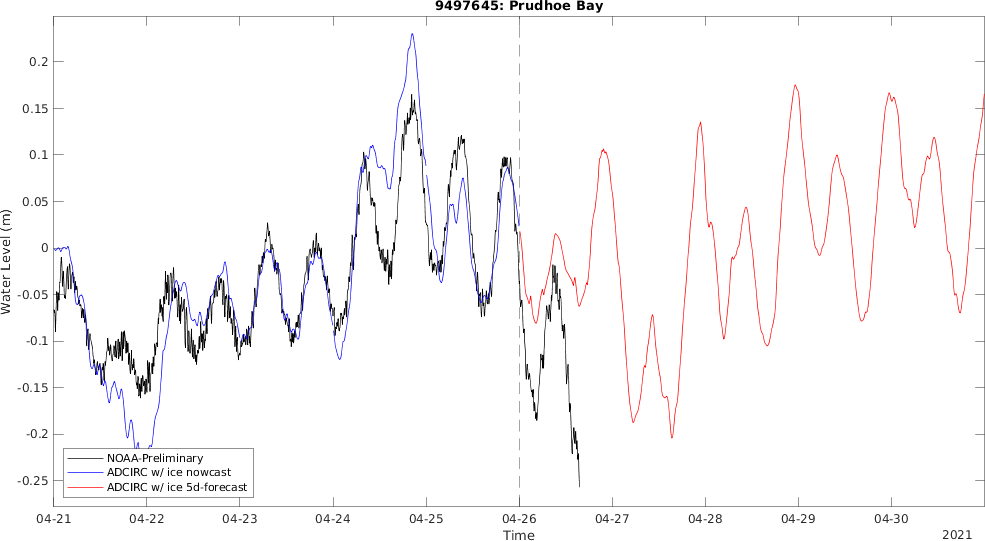 9497645: Prudhoe Bay
Water Level (m)
0.2
0.15
0.1
0.05
0
-0.05
-0.1
-0.15
-0.2
-0.25
NOAA-Preliminary
ADCIRC w/ ice nowcast
ADCIRC w/ ice 5d-forecast
04-21 04-22 04-23 04-24 04-25 04-26 04-27 04-28 04-29 04-30
Time
2021